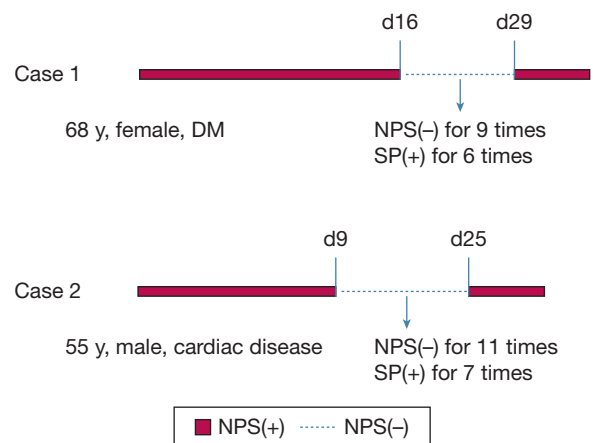 d16 d29
Case 1
68 y, female, DM
NPS(–) for 9 times
SP(+) for 6 times
d9 d25
Case 2
55 y, male, cardiac disease
NPS(–) for 11 times
SP(+) for 7 times
NPS(+) NPS(–)